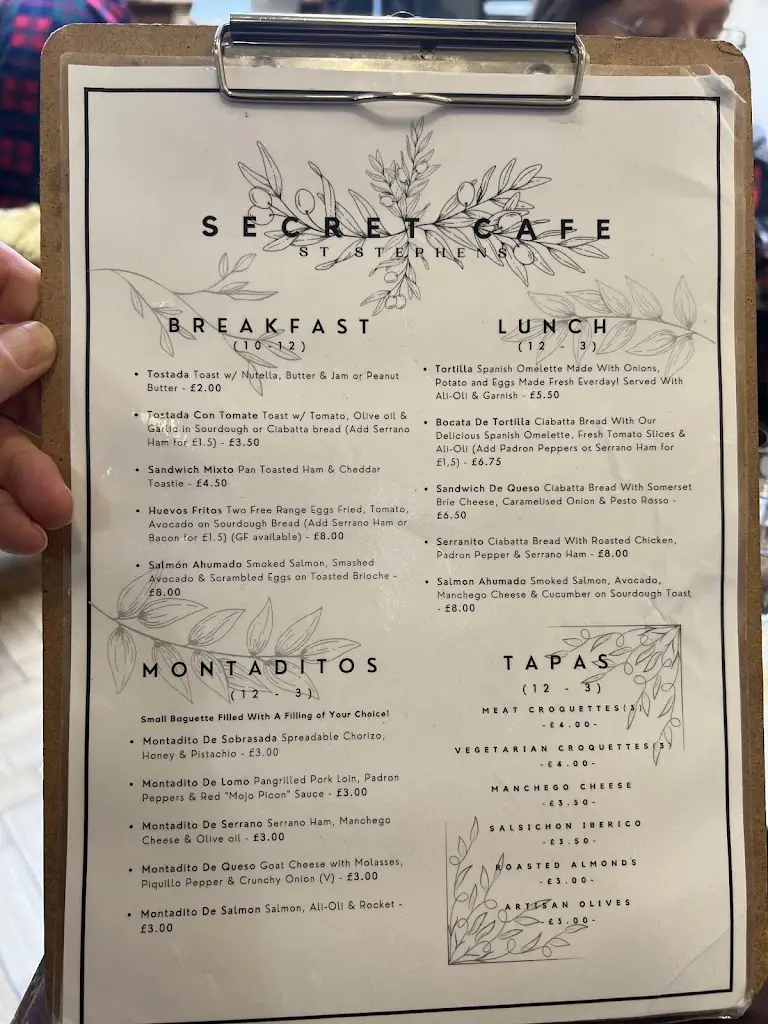 SECRET CAFE
ST. STEPHENS
BREAKFAST
(10-12)
• Tostada Toast w/ Nutella, Butter & Jam or Peanut
Butter - £2.00
• Tostada Con Tomate Toast w/ Tomato, Olive oil &
Garlic in Sourdough or Ciabatta bread (Add Serrano
Ham for £1.5) - £3.50
• Sandwich Mixto Pan Toasted Ham & Cheddar
Toastie - £4.50
• Huevos Fritos Two Free Range Eggs Fried, Tomato,
Avocado on Sourdough Bread (Add Serrano Ham or
Bacon for £1.5) (GF available) - £8.00
• Salmón Ahumado Smoked Salmon, Smashed
Avocado & Scrambled Eggs on Toasted Brioche -
£8.00
LUNCH
(12 - 3)
• Tortilla Spanish Omelette Made With Onions,
Potato and Eggs Made Fresh Everday! Served With
Ali-Oli & Garnish - £5.50
• Bocata De Tortilla Ciabatta Bread With Our
Delicious Spanish Omelette, Fresh Tomato Slices &
Ali-Oli (Add Padron Peppers or Serrano Ham for
£1,5) - £6.75
• Sandwich De Queso Ciabatta Bread With Somerset
Brie Cheese, Caramelised Onion & Pesto Rosso -
£6.50
• Serranito Ciabatta Bread With Roasted Chicken,
Padron Pepper & Serrano Ham - £8.00
• Salmon Ahumado Smoked Salmon, Avocado,
Manchego Cheese & Cucumber on Sourdough Toast
- £8.00
MONTADITOS
(12 - 3)
Small Baguette Filled With A Filling of Your Choice!
• Montadito De Sobrasada Spreadable Chorizo,
Honey & Pistachio - £3.00
• Montadito De Lomo Pangrilled Pork Loin, Padron
Peppers & Red "Mojo Picon" Sauce - £3.00
• Montadito De Serrano Serrano Ham, Manchego
Cheese & Olive oil - £3.00
• Montadito De Queso Goat Cheese with Molasses,
Piquillo Pepper & Crunchy Onion (V) - £3.00
• Montadito De Salmon Salmon, Ali-Oli & Rocket -
£3.00
TAPAS
(12 - 3)
MEAT CROQUETTES(3)
-£4.00-
VEGETARIAN CROQUETTES(3)
-£4.00-
MANCHEGO CHEESE
-£3.50-
SALSICHON IBERICO
-£3.50-
ROASTED ALMONDS
-£3.00-
ARTISAN OLIVES
-£3.00-